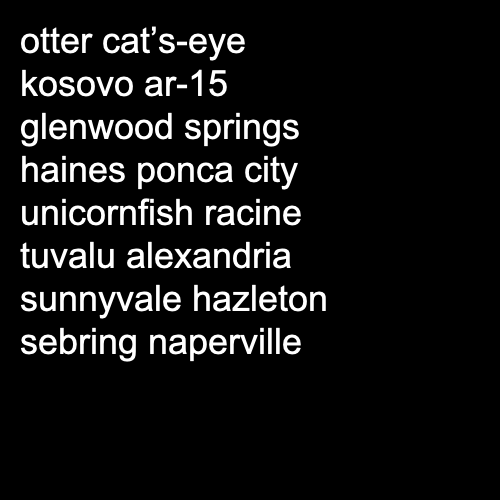 otter cat’s-eye
kosovo ar-15
glenwood springs
haines ponca city
unicornfish racine
tuvalu alexandria
sunnyvale hazleton
sebring naperville